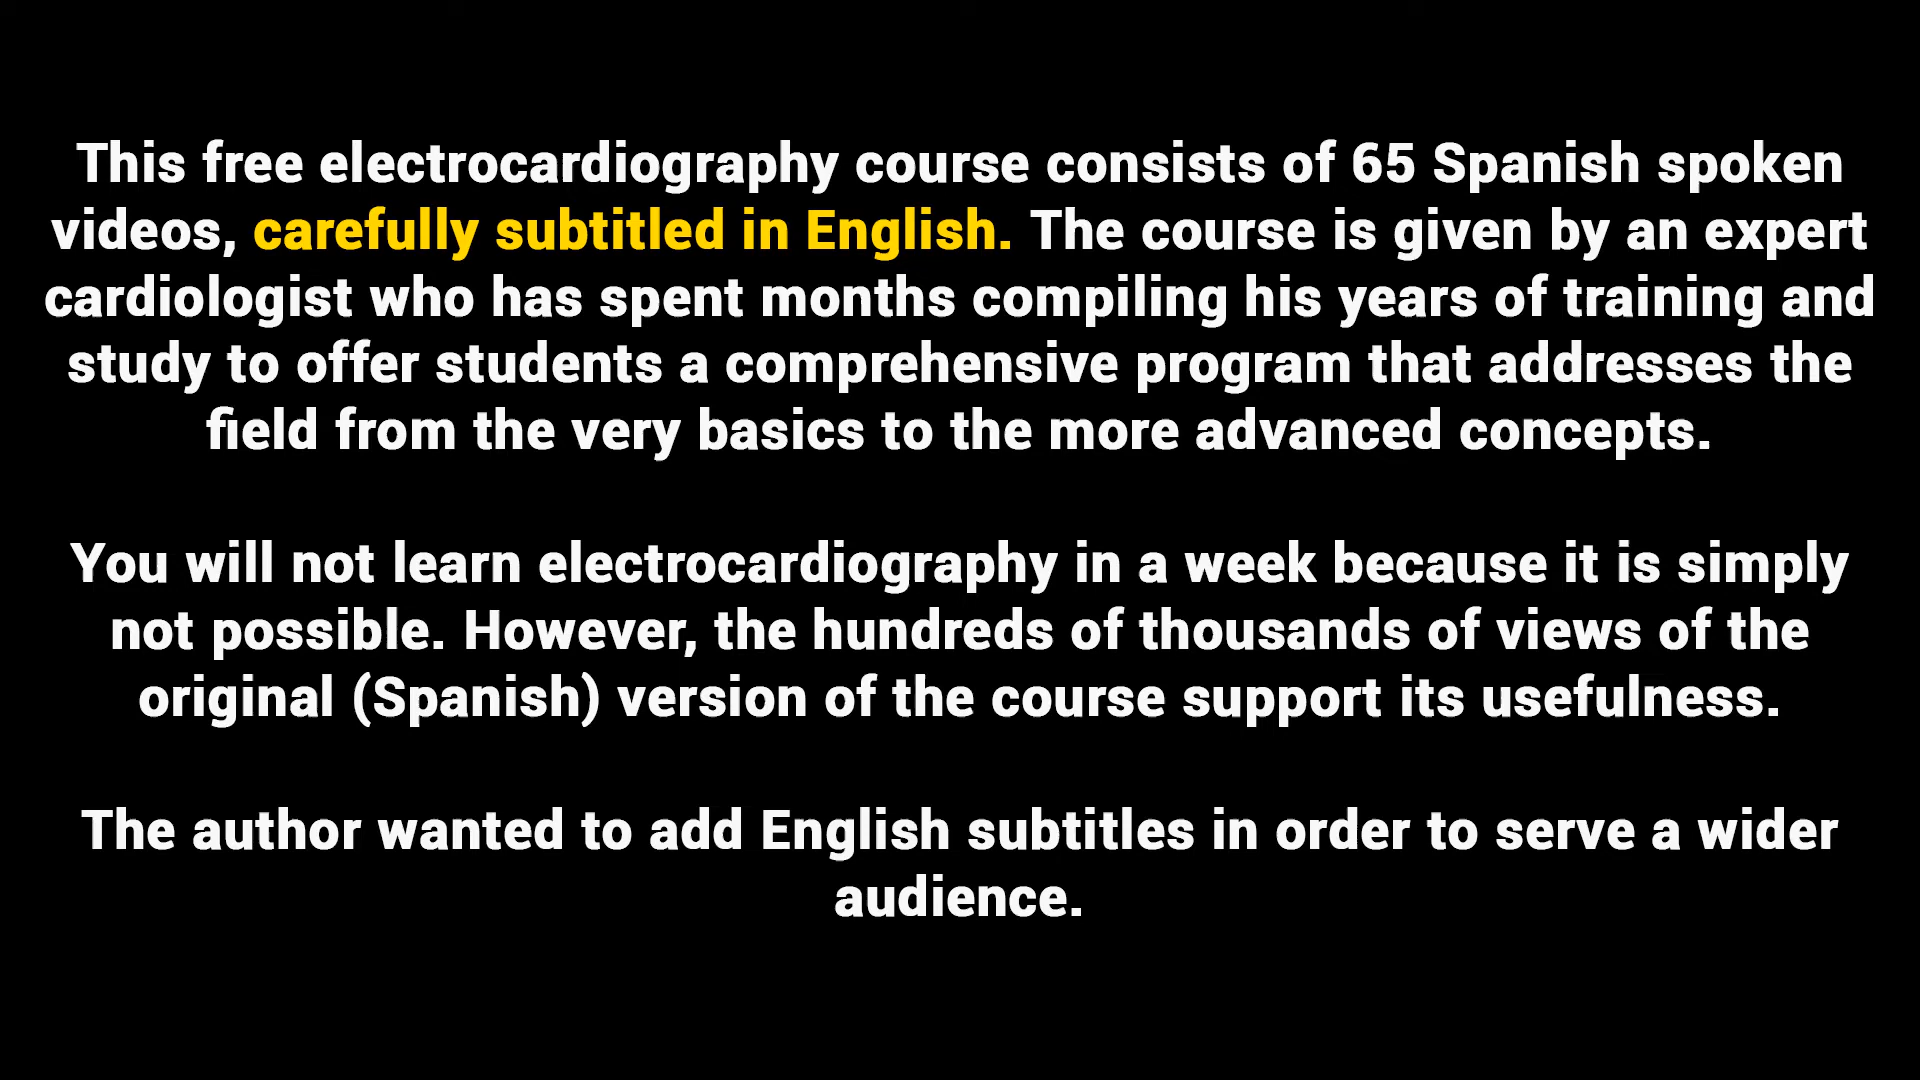 This free electrocardiography course consists of 65 Spanish spoken
videos, carefully subtitled in English. The course is given by an expert
cardiologist who has spent months compiling his years of training and
study to offer students a comprehensive program that addresses the
field from the very basics to the more advanced concepts.
You will not learn electrocardiography in a week because it is simply
not possible. However, the hundreds of thousands of views of the
original (Spanish) version of the course support its usefulness.
The author wanted to add English subtitles in order to serve a wider
audience.